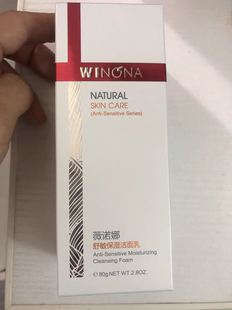 WINONA
NATURAL
SKIN CARE
(Anti-Sensitive Series)
薇诺娜
舒敏保湿洁面乳
Anti-Sensitive Moisturizing
Cleansing Foam
℮ 80g NET WT. 2.8OZ.